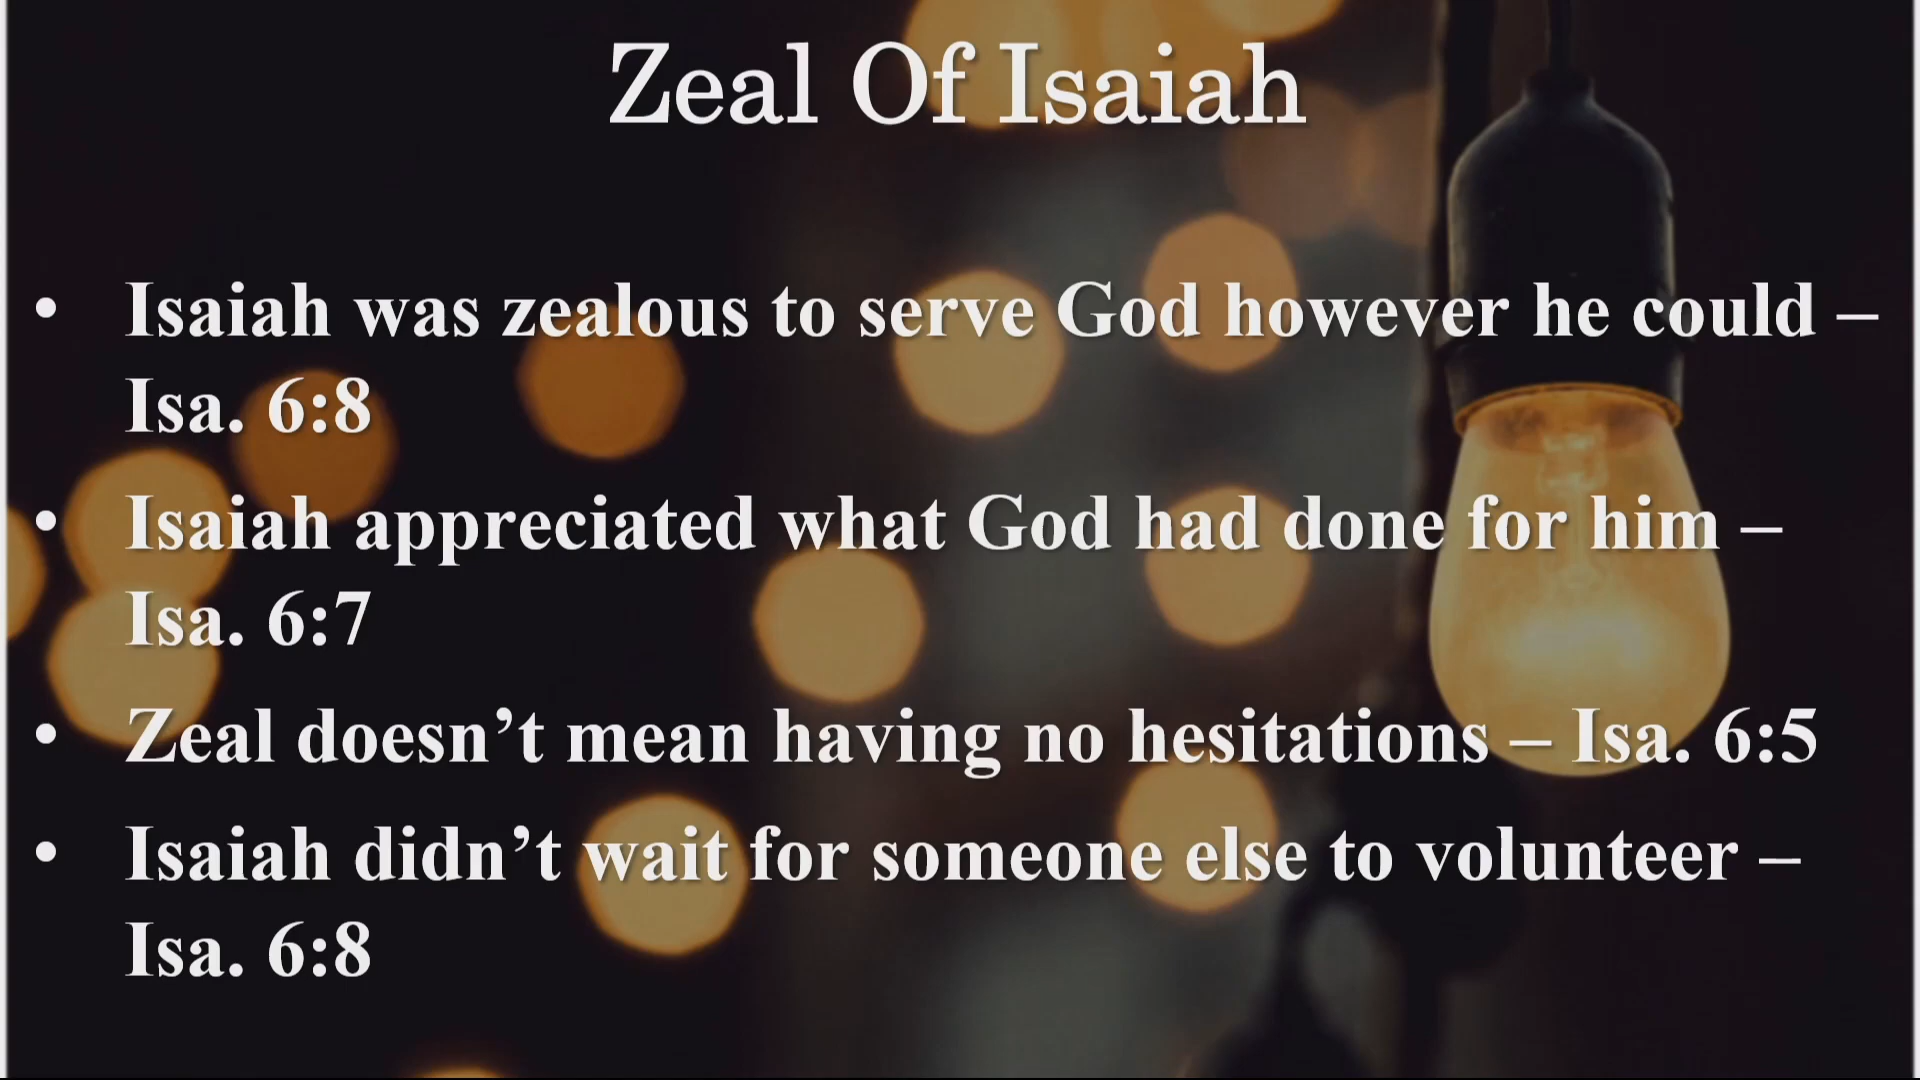 Zeal Of Isaiah
• Isaiah was zealous to serve God however he could –
Isa. 6:8
• Isaiah appreciated what God had done for him –
Isa. 6:7
• Zeal doesn’t mean having no hesitations – Isa. 6:5
• Isaiah didn’t wait for someone else to volunteer –
Isa. 6:8